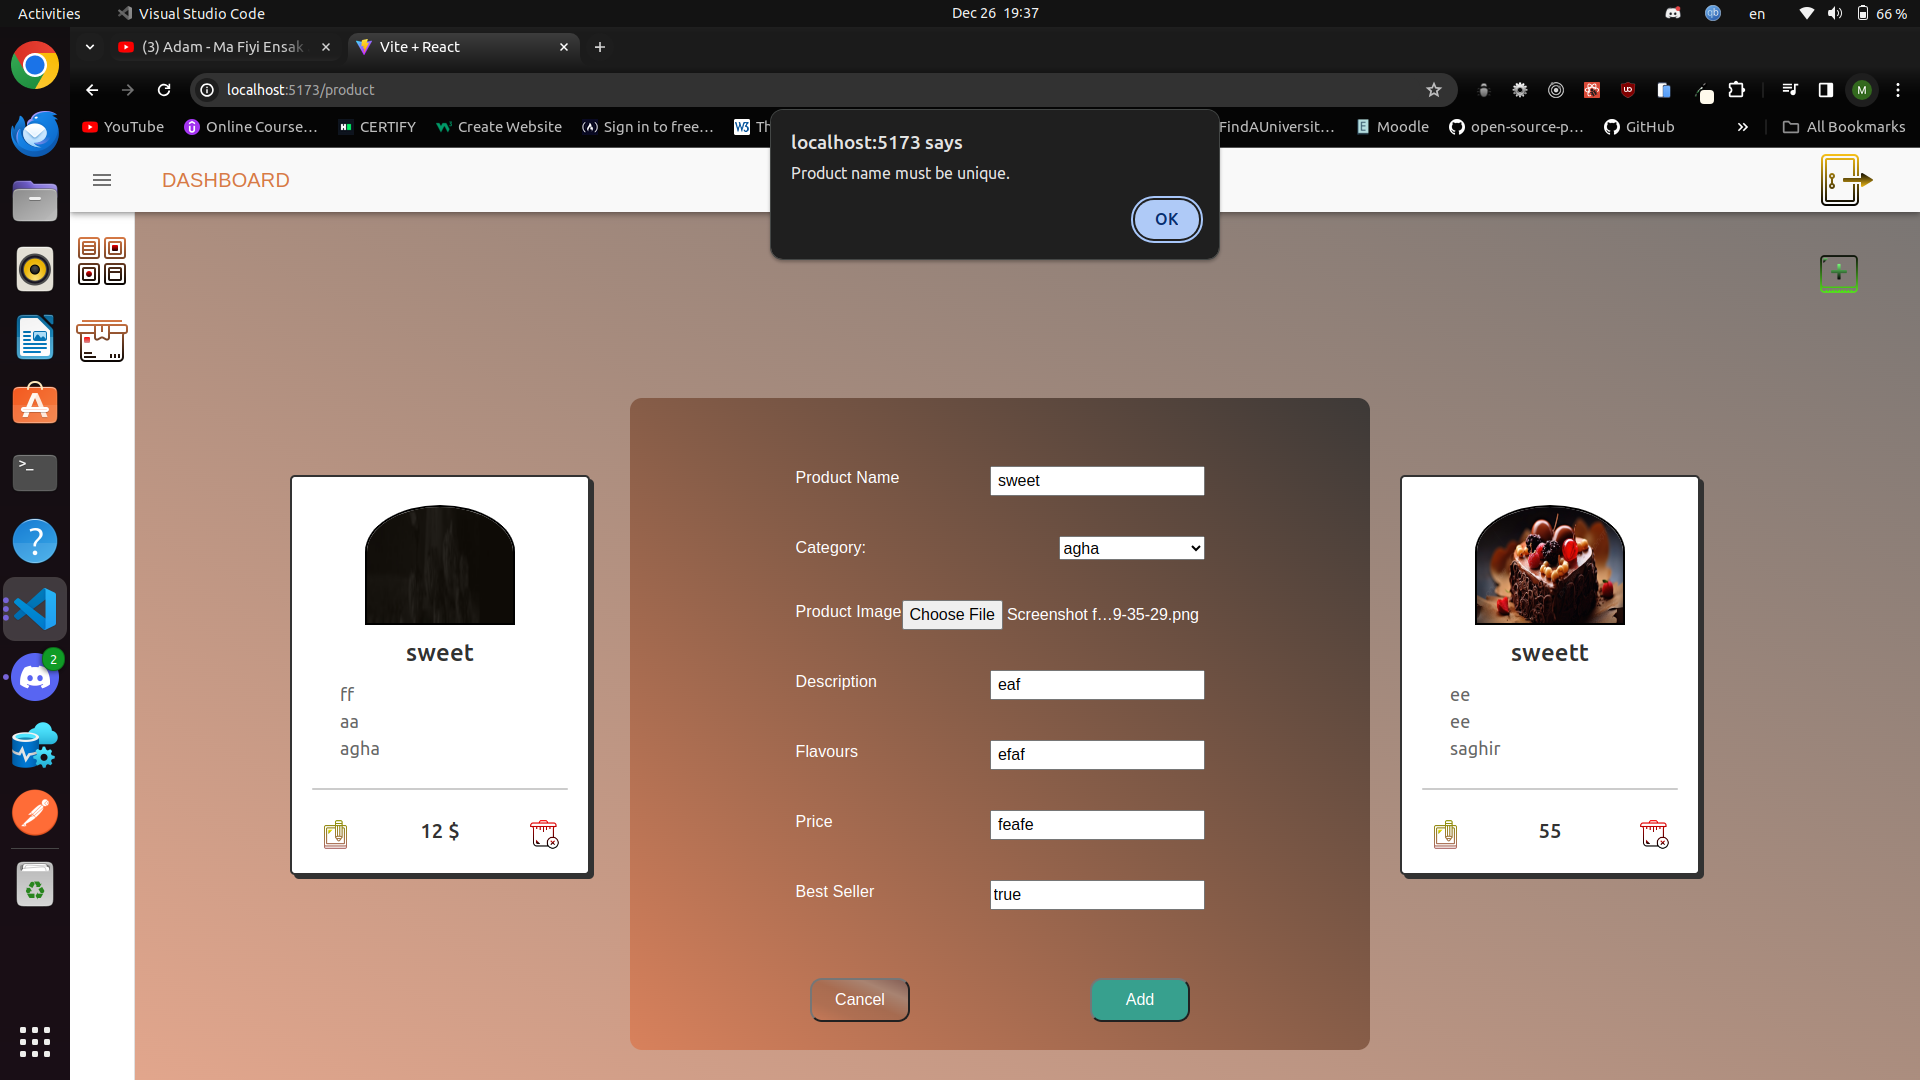 Activities
Visual Studio Code
Dec 26 19:37
en
66 %
(3) Adam - Ma Fiyi Ensak
Vite + React
localhost:5173/product
M
YouTube
Online Course…
CERTIFY
Create Website
Sign in to free…
Th
FindAUniversit…
Moodle
open-source-p…
GitHub
All Bookmarks
localhost:5173 says
Product name must be unique.
OK
DASHBOARD
Product Name
sweet
Category:
agha
Product Image
Choose File
Screenshot f…9-35-29.png
Description
eaf
Flavours
efaf
Price
feafe
Best Seller
true
Cancel
Add
sweet
ff
aa
agha
12 $
sweett
ee
ee
saghir
55
2